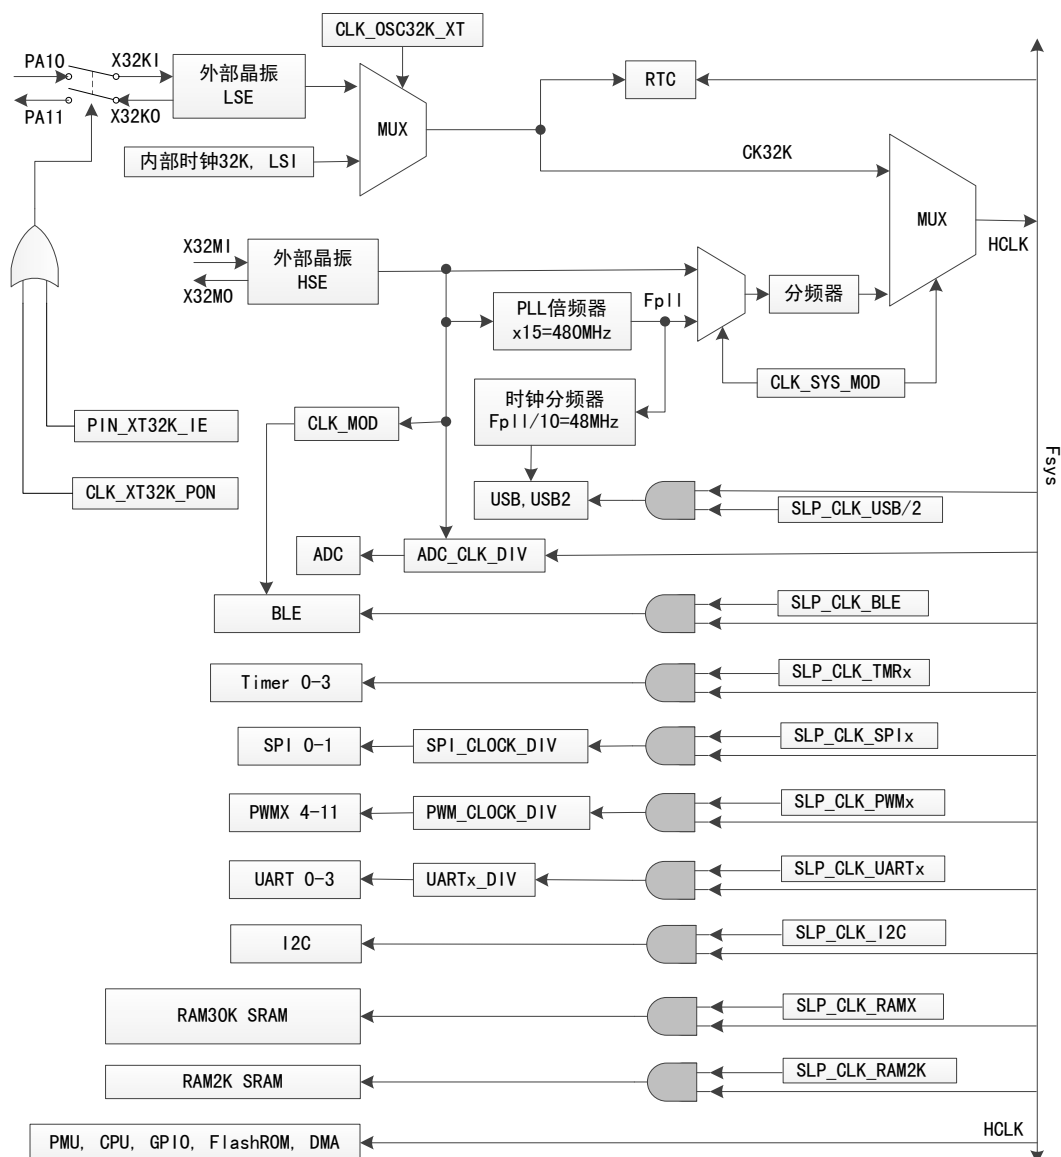 CLK_OSC32K_XT
PA10
X32KI
外部晶振
LSE
PA11
X32KO
MUX
RTC
内部时钟32K, LSI
CK32K
MUX
HCLK
X32MI
外部晶振
HSE
X32MO
PLL倍频器
x15=480MHz
Fpll
分频器
CLK_SYS_MOD
时钟分频器
Fpll/10=48MHz
CLK_MOD
PIN_XT32K_IE
CLK_XT32K_PON
Fsys
USB,USB2
SLP_CLK_USB/2
ADC
ADC_CLK_DIV
BLE
SLP_CLK_BLE
Timer 0-3
SLP_CLK_TMRx
SPI 0-1
SPI_CLOCK_DIV
SLP_CLK_SPIx
PWMX 4-11
PWM_CLOCK_DIV
SLP_CLK_PWMx
UART 0-3
UARTx_DIV
SLP_CLK_UARTx
I2C
SLP_CLK_I2C
RAM30K SRAM
SLP_CLK_RAMX
RAM2K SRAM
SLP_CLK_RAM2K
PMU, CPU, GPIO, FlashROM, DMA
HCLK